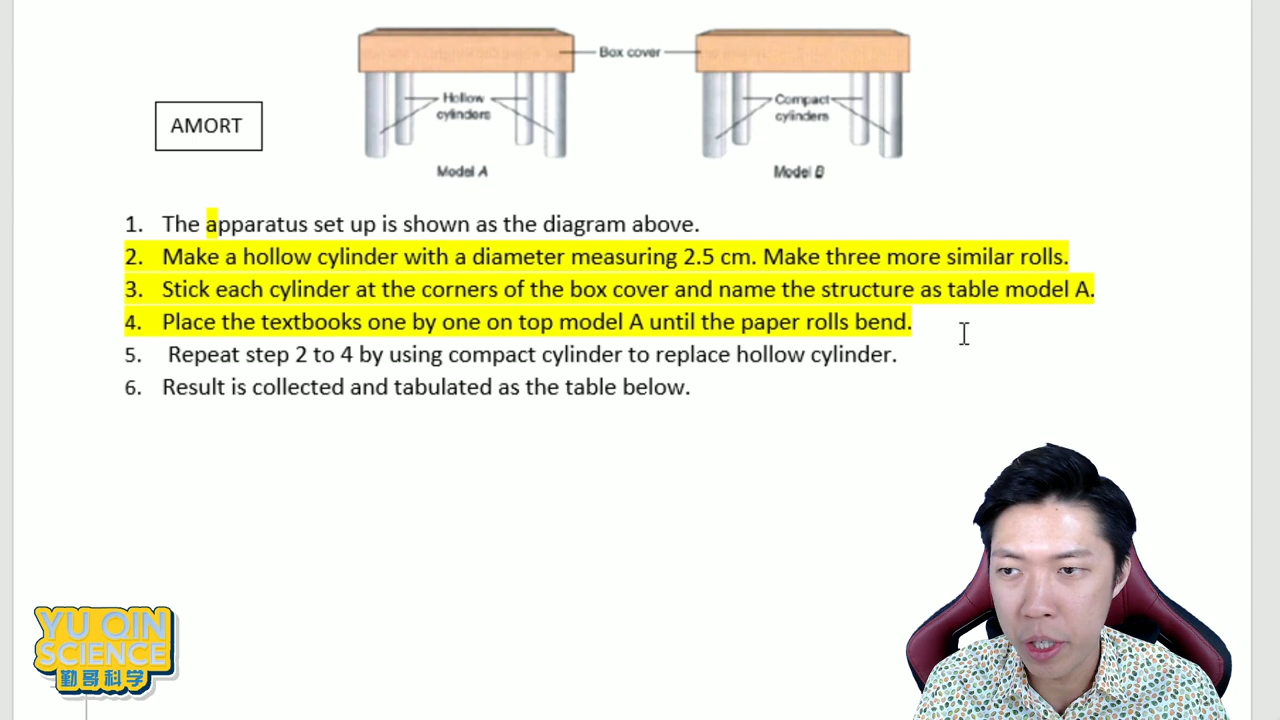 Box cover
Hollow
cylinders
Compact
cylinders
AMORT
Model A
Model B
1. The apparatus set up is shown as the diagram above.
2. Make a hollow cylinder with a diameter measuring 2.5 cm. Make three more similar rolls.
3. Stick each cylinder at the corners of the box cover and name the structure as table model A.
4. Place the textbooks one by one on top model A until the paper rolls bend.
5. Repeat step 2 to 4 by using compact cylinder to replace hollow cylinder.
6. Result is collected and tabulated as the table below.
YU QIN
SCIENCE
勤哥科学